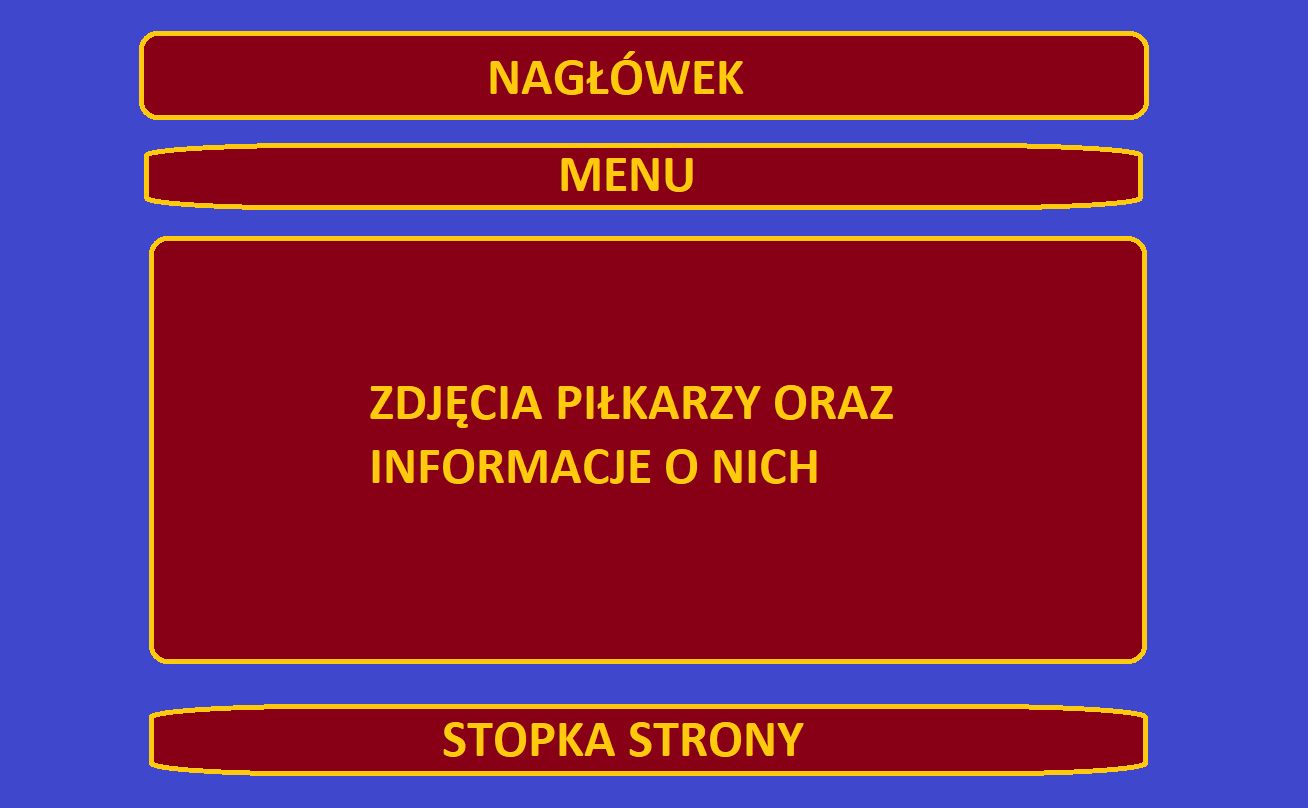 NAGŁÓWEK
MENU
ZDJĘCIA PIŁKARZY ORAZ
INFORMACJE O NICH
STOPKA STRONY